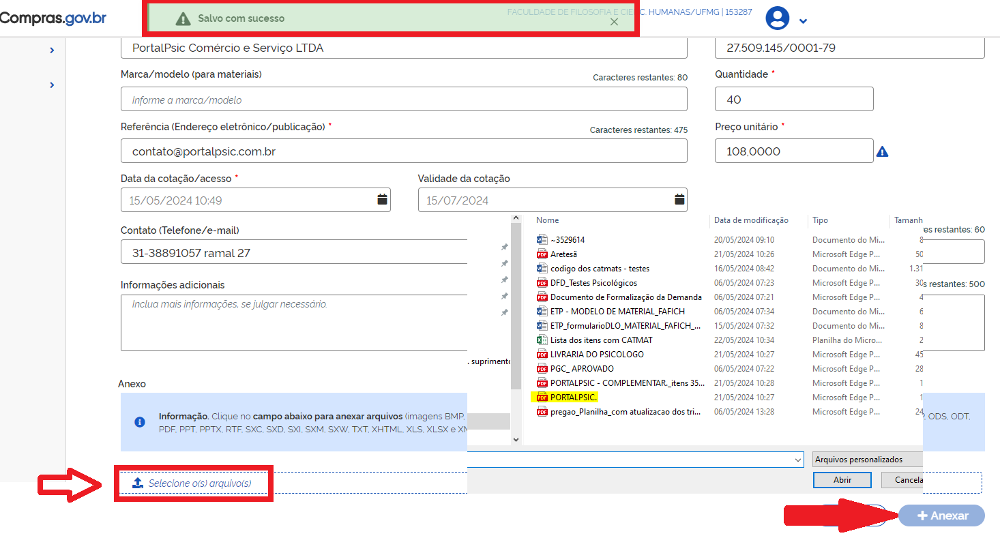 Compras.gov.br
Salvo com sucesso
FACULDADE DE FILOSOFIA E CIENC. HUMANAS/UFMG | 153287
PortalPsic Comércio e Serviço LTDA
27.509.145/0001-79
Marca/modelo (para materiais)
Caracteres restantes: 80
Quantidade *
Informe a marca/modelo
40
Referência (Endereço eletrônico/publicação) *
Caracteres restantes: 475
Preço unitário *
contato@portalpsic.com.br
108,0000
Data da cotação/acesso *
Validade da cotação
15/05/2024 10:49
15/07/2024
Contato (Telefone/e-mail)
es restantes: 60
31-38891057 ramal 27
Informações adicionais
s restantes: 500
Inclua mais informações, se julgar necessário.
Nome Data de modificação Tipo Tamanh
~3529614 20/05/2024 09:10 Documento do Mi... 8
Aretesã 21/05/2024 10:26 Microsoft Edge P... 50
codigo dos catmats - testes 16/05/2024 08:42 Documento do Mi... 1.31
DFD_Testes Psicológicos 06/05/2024 07:23 Microsoft Edge P... 30
Documento de Formalização da Demanda 06/05/2024 07:21 Microsoft Edge P... 4
ETP - MODELO DE MATERIAL_FAFICH 06/05/2024 07:34 Documento do Mi... 6
ETP_formularioDLO_MATERIAL_FAFICH_... 15/05/2024 07:32 Documento do Mi... 8
Lista dos itens com CATMAT 22/05/2024 10:34 Planilha do Micro... 2
LIVRARIA DO PSICOLOGO 21/05/2024 10:27 Microsoft Edge P... 45
PGC_ APROVADO 06/05/2024 07:22 Microsoft Edge P... 28
PORTALPSIC - COMPLEMENTAR._itens 35... 21/05/2024 10:28 Microsoft Edge P... 1
PORTALPSIC. 21/05/2024 10:27 Microsoft Edge P... 1
pregao_Planilha_com atualizacao dos tri... 06/05/2024 13:28 Microsoft Edge P... 24
. suprimento
Anexo
Informação. Clique no campo abaixo para anexar arquivos (imagens BMP,
, ODS, ODT,
PDF, PPT, PPTX, RTF, SXC, SXD, SXI, SXM, SXW, TXT, XHTML, XLS, XLSX e XM
Arquivos personalizados
Selecione o(s) arquivo(s)
Abrir
Cancela
Anexar